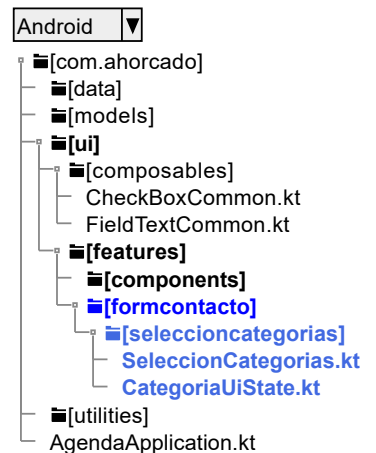 Android
[com.ahorcado]
[data]
[models]
[ui]
[composables]
CheckBoxCommon.kt
FieldTextCommon.kt
[features]
[components]
[formcontacto]
[seleccioncategorias]
SeleccionCategorias.kt
CategoriaUiState.kt
[utilities]
AgendaApplication.kt